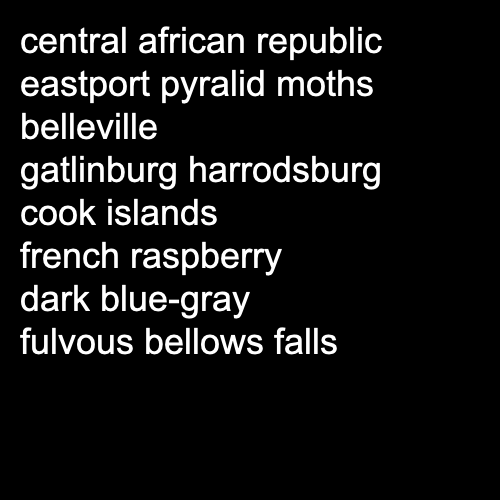 central african republic
eastport pyralid moths
belleville
gatlinburg harrodsburg
cook islands
french raspberry
dark blue-gray
fulvous bellows falls